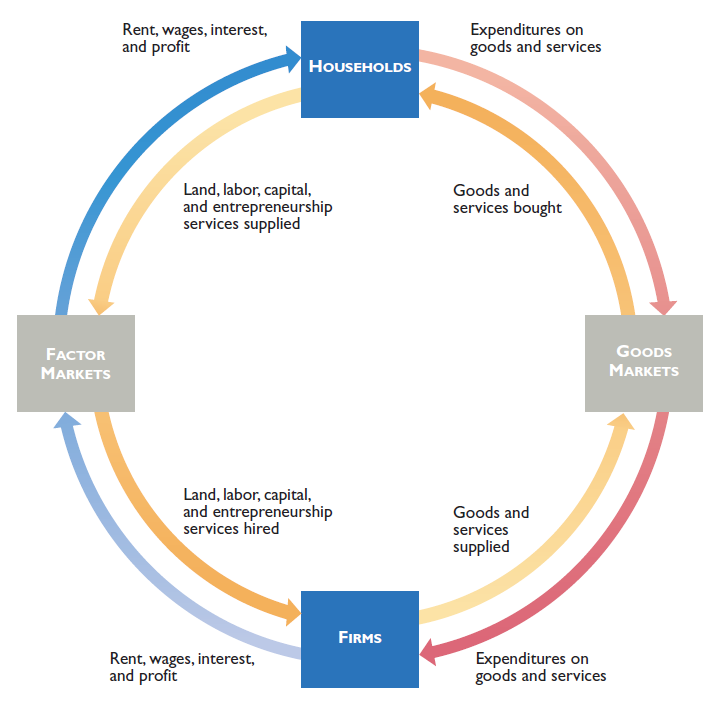 Rent, wages, interest,
and profit
HOUSEHOLDS
Expenditures on
goods and services
Land, labor, capital,
and entrepreneurship
services supplied
Goods and
services bought
FACTOR
MARKETS
GOODS
MARKETS
Land, labor, capital,
and entrepreneurship
services hired
Goods and
services
supplied
Rent, wages, interest,
and profit
FIRMS
Expenditures on
goods and services